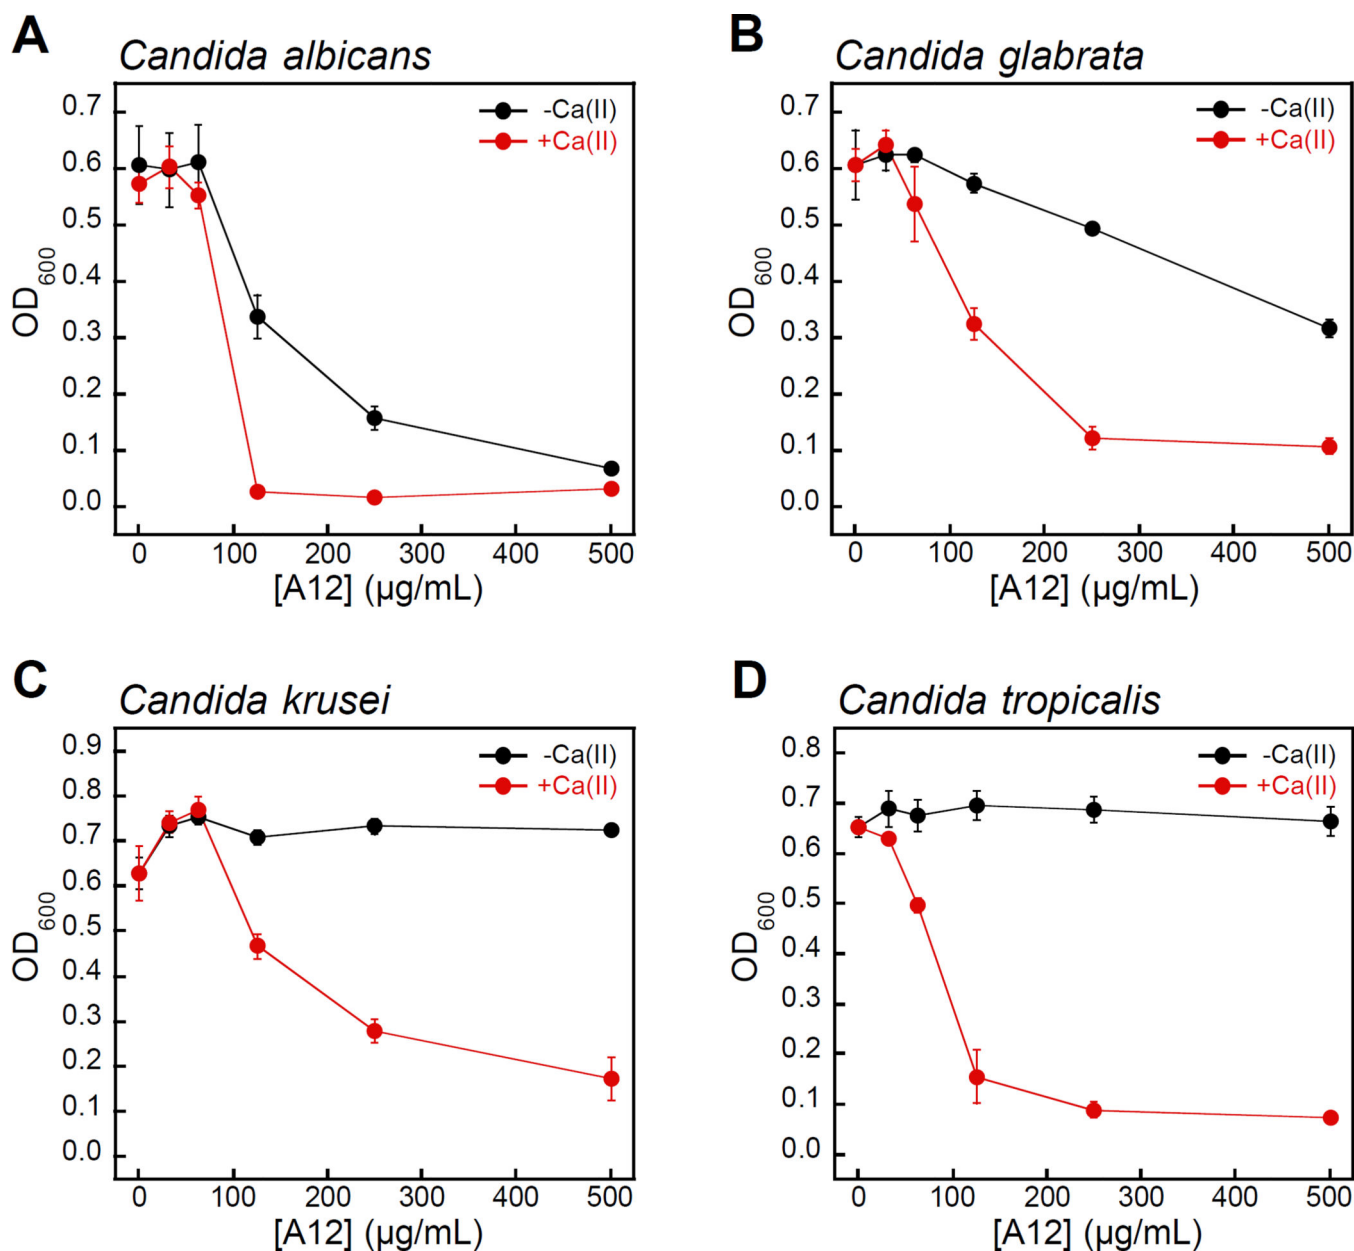 A
Candida albicans
-Ca(II)
+Ca(II)
0.7
0.6
0.5
0.4
0.3
0.2
0.1
0.0
OD600
0 100 200 300 400 500
[A12] (µg/mL)
B
Candida glabrata
-Ca(II)
+Ca(II)
0.7
0.6
0.5
0.4
0.3
0.2
0.1
0.0
OD600
0 100 200 300 400 500
[A12] (µg/mL)
C
Candida krusei
-Ca(II)
+Ca(II)
0.9
0.8
0.7
0.6
0.5
0.4
0.3
0.2
0.1
0.0
OD600
0 100 200 300 400 500
[A12] (µg/mL)
D
Candida tropicalis
-Ca(II)
+Ca(II)
0.8
0.7
0.6
0.5
0.4
0.3
0.2
0.1
0.0
OD600
0 100 200 300 400 500
[A12] (µg/mL)